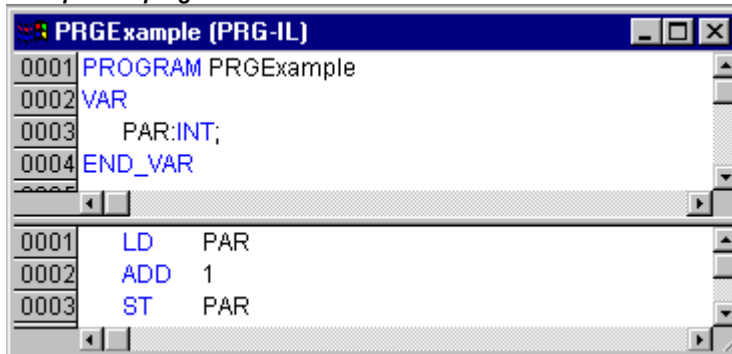 PRGExample (PRG-IL)
0001 PROGRAM PRGExample
0002 VAR
0003 PAR:INT;
0004 END_VAR
0001 LD PAR
0002 ADD 1
0003 ST PAR